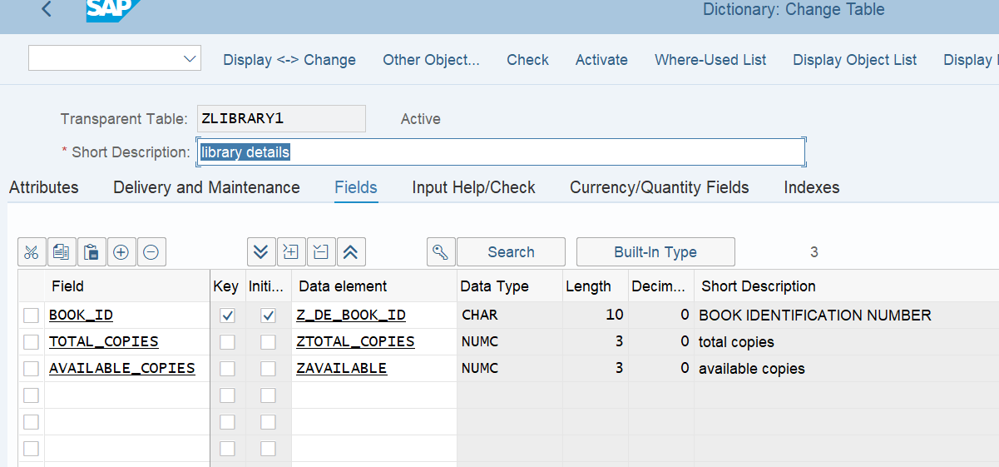 SAP
Dictionary: Change Table
Display <-> Change Other Object... Check Activate Where-Used List Display Object List Display
Transparent Table: ZLIBRARY1 Active
* Short Description: library details
Attributes Delivery and Maintenance Fields Input Help/Check Currency/Quantity Fields Indexes
Search Built-In Type 3
Field Key Initi... Data element Data Type Length Decim... Short Description
BOOK_ID Z_DE_BOOK_ID CHAR 10 0 BOOK IDENTIFICATION NUMBER
TOTAL_COPIES ZTOTAL_COPIES NUMC 3 0 total copies
AVAILABLE_COPIES ZAVAILABLE NUMC 3 0 available copies